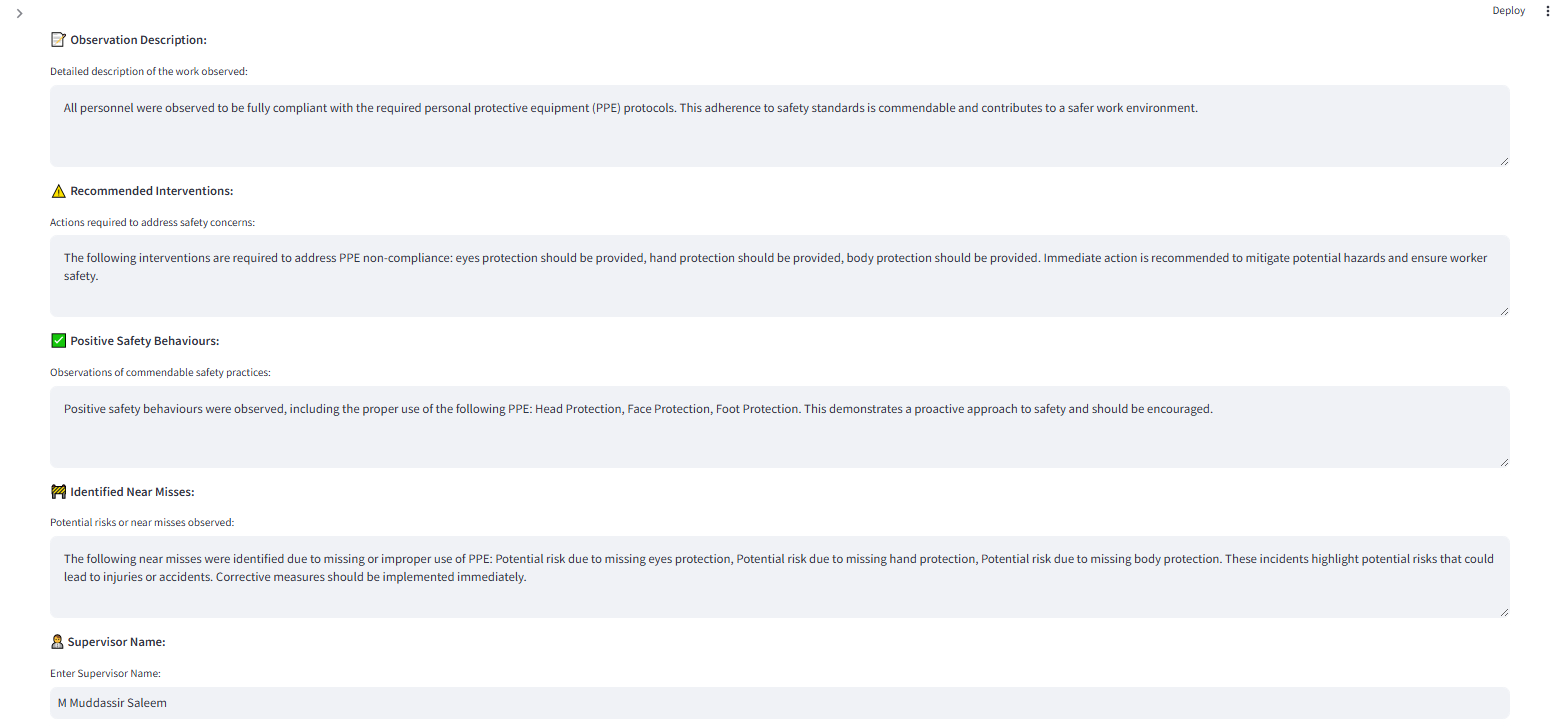 Deploy
Observation Description:
Detailed description of the work observed:
All personnel were observed to be fully compliant with the required personal protective equipment (PPE) protocols. This adherence to safety standards is commendable and contributes to a safer work environment.
Recommended Interventions:
Actions required to address safety concerns:
The following interventions are required to address PPE non-compliance: eyes protection should be provided, hand protection should be provided, body protection should be provided. Immediate action is recommended to mitigate potential hazards and ensure worker
safety.
Positive Safety Behaviours:
Observations of commendable safety practices:
Positive safety behaviours were observed, including the proper use of the following PPE: Head Protection, Face Protection, Foot Protection. This demonstrates a proactive approach to safety and should be encouraged.
Identified Near Misses:
Potential risks or near misses observed:
The following near misses were identified due to missing or improper use of PPE: Potential risk due to missing eyes protection, Potential risk due to missing hand protection, Potential risk due to missing body protection. These incidents highlight potential risks that could
lead to injuries or accidents. Corrective measures should be implemented immediately.
Supervisor Name:
Enter Supervisor Name:
M Muddassir Saleem